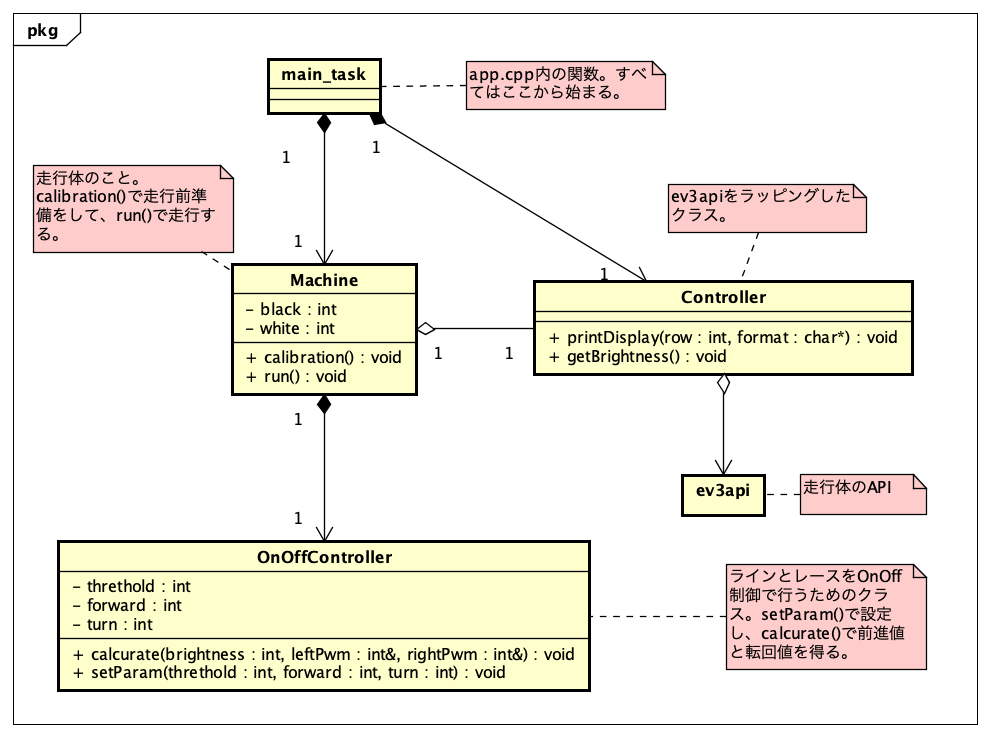 pkg
main_task
app.cpp内の関数。すべ
てはここから始まる。
1
1
走行体のこと。
calibration()で走行前準
備をして、run()で走行す
る。
ev3apiをラッピングした
クラス。
1
1
Machine
- black : int
- white : int
+ calibration() : void
+ run() : void
Controller
+ printDisplay(row : int, format : char*) : void
+ getBrightness() : void
1
1
1
ev3api
走行体のAPI
1
OnOffController
- threthold : int
- forward : int
- turn : int
+ calcurate(brightness : int, leftPwm : int&, rightPwm : int&) : void
+ setParam(threthold : int, forward : int, turn : int) : void
ラインとレースをOnOff
制御で行うためのクラ
ス。setParam()で設定
し、calcurate()で前進値
と転回値を得る。